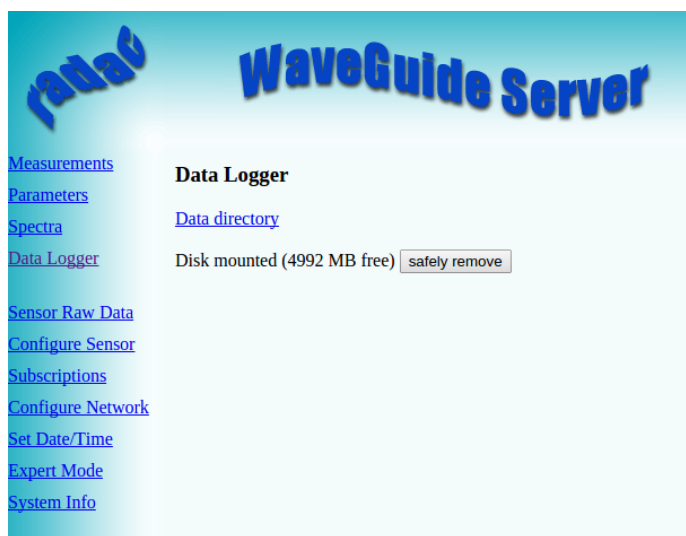 radac
WaveGuide Server
Measurements
Parameters
Spectra
Data Logger
Sensor Raw Data
Configure Sensor
Subscriptions
Configure Network
Set Date/Time
Expert Mode
System Info
Data Logger
Data directory
Disk mounted (4992 MB free) safely remove